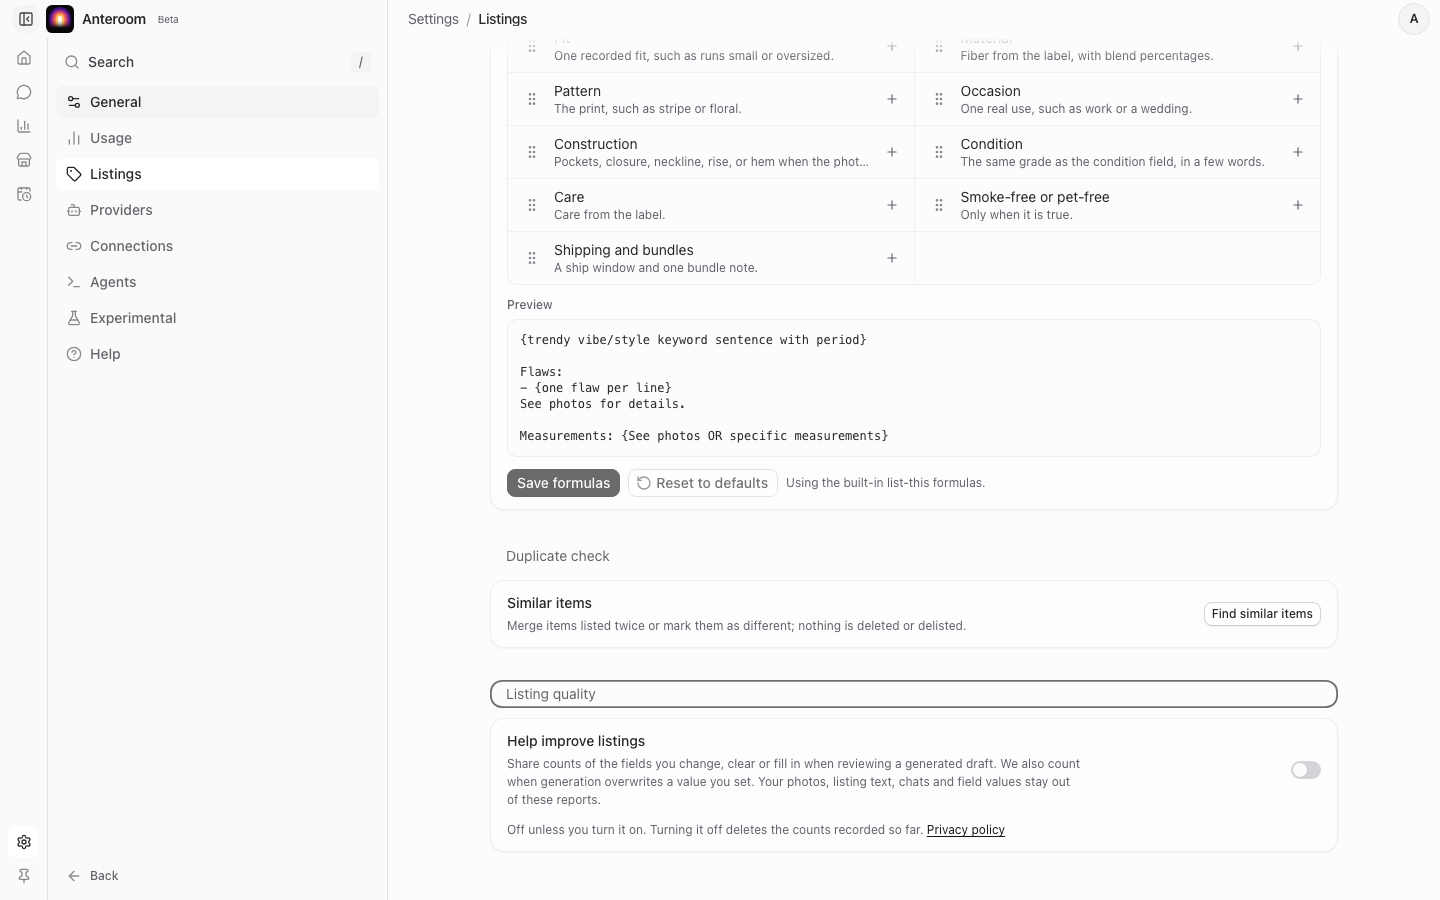 Anteroom Beta
Settings / Listings
A
Search /
General
Usage
Listings
Providers
Connections
Agents
Experimental
Help
Back
Fit
One recorded fit, such as runs small or oversized.
Material
Fiber from the label, with blend percentages.
Pattern
The print, such as stripe or floral.
Occasion
One real use, such as work or a wedding.
Construction
Pockets, closure, neckline, rise, or hem when the phot...
Condition
The same grade as the condition field, in a few words.
Care
Care from the label.
Smoke-free or pet-free
Only when it is true.
Shipping and bundles
A ship window and one bundle note.
Preview
{trendy vibe/style keyword sentence with period}
Flaws:
– {one flaw per line}
See photos for details.
Measurements: {See photos OR specific measurements}
Save formulas
Reset to defaults
Using the built-in list-this formulas.
Duplicate check
Similar items
Merge items listed twice or mark them as different; nothing is deleted or delisted.
Find similar items
Listing quality
Help improve listings
Share counts of the fields you change, clear or fill in when reviewing a generated draft. We also count
when generation overwrites a value you set. Your photos, listing text, chats and field values stay out
of these reports.
Off unless you turn it on. Turning it off deletes the counts recorded so far. Privacy policy